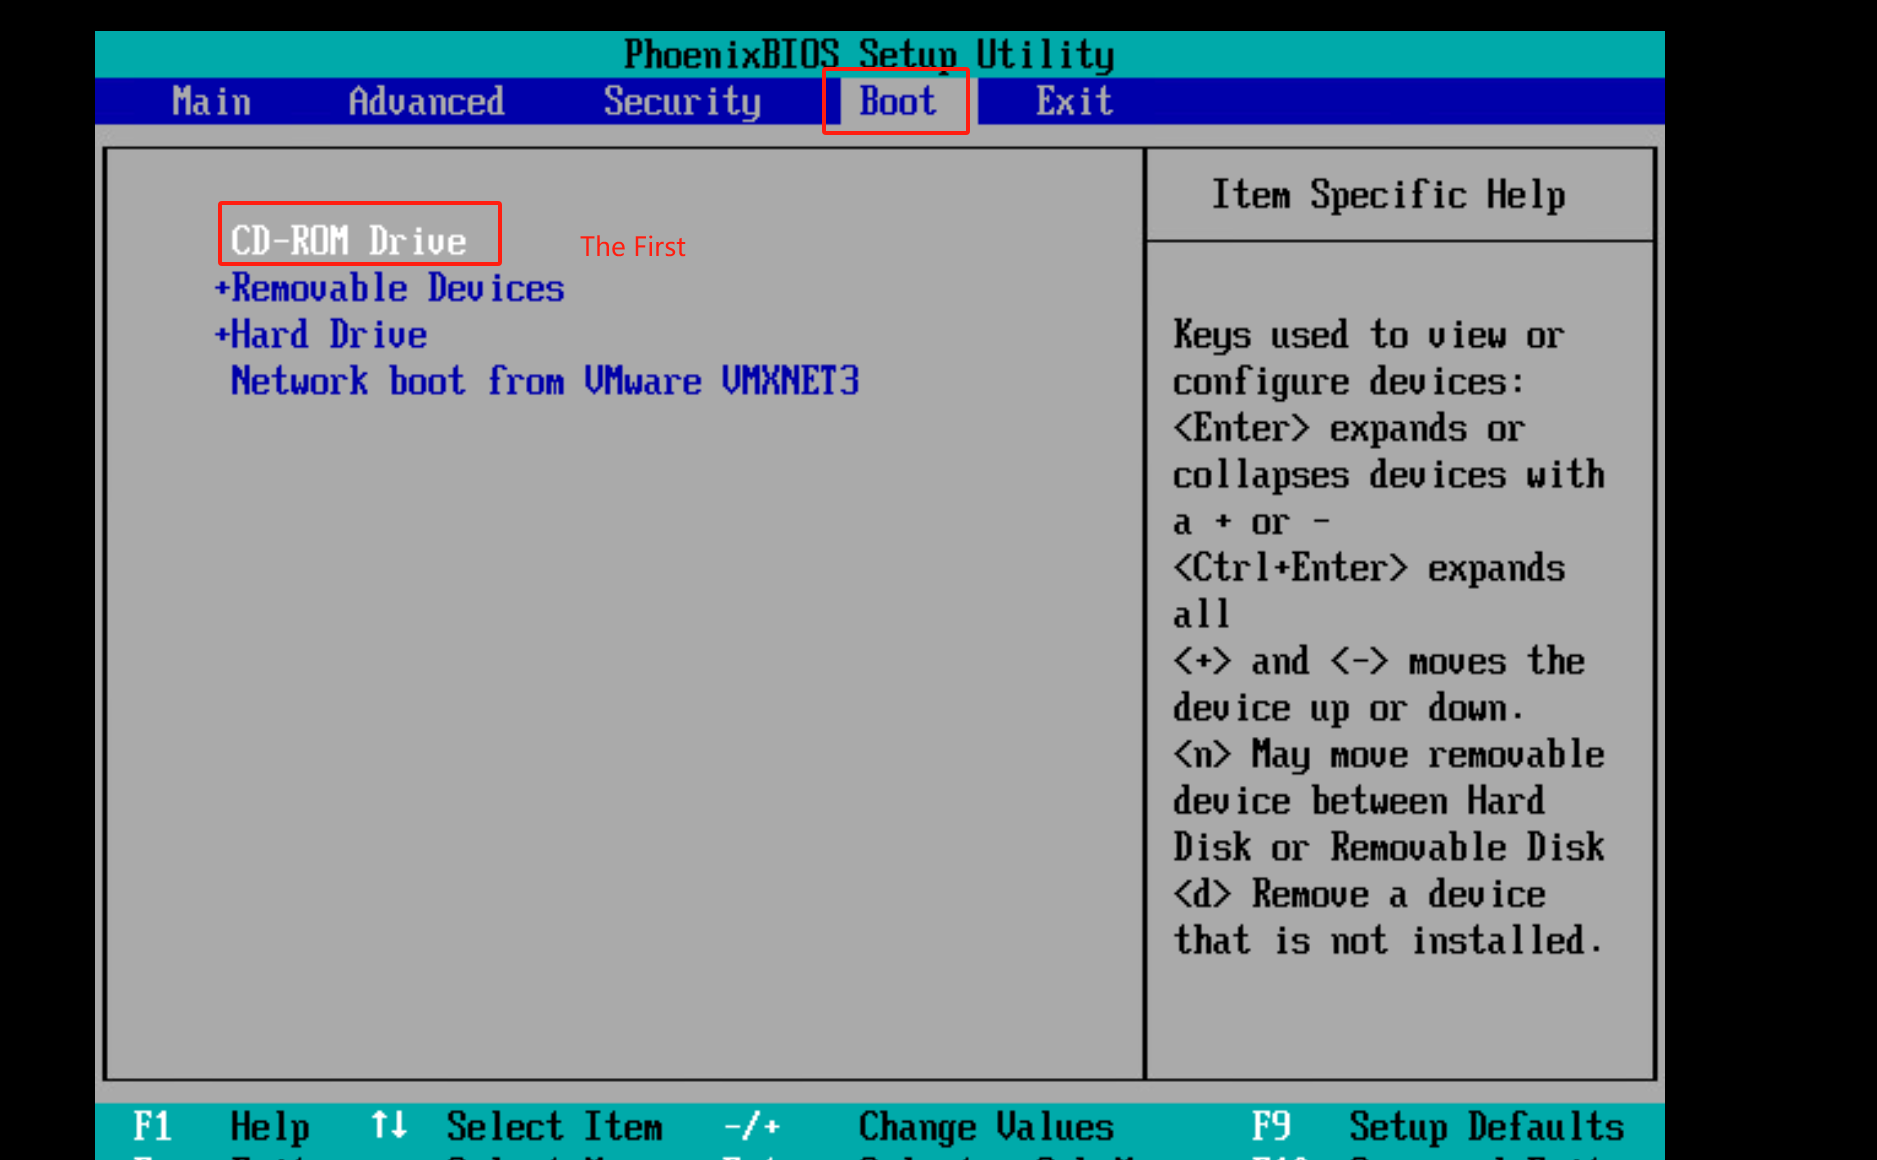 PhoenixBIOS Setup Utility
Main Advanced Security Boot Exit
CD-ROM Drive The First
+Removable Devices
+Hard Drive
Network boot from VMware VMXNET3
Item Specific Help
Keys used to view or
configure devices:
<Enter> expands or
collapses devices with
a + or -
<Ctrl+Enter> expands
all
<+> and <-> moves the
device up or down.
<n> May move removable
device between Hard
Disk or Removable Disk
<d> Remove a device
that is not installed.
F1 Help ↑↓ Select Item -/+ Change Values F9 Setup Defaults